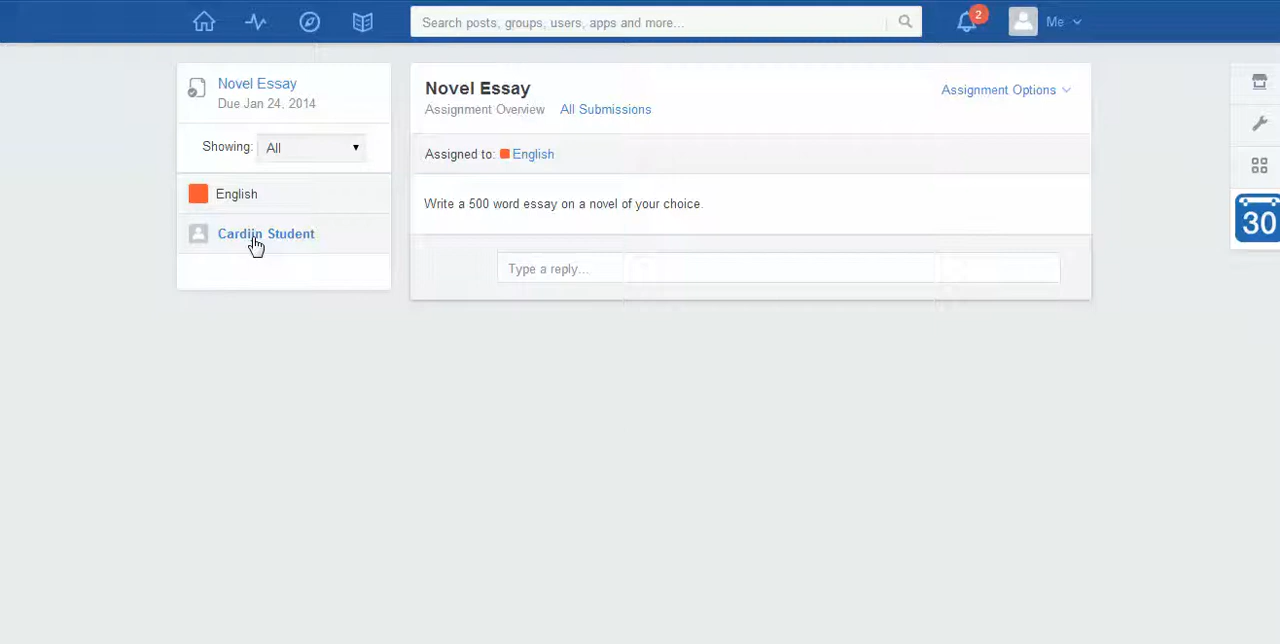 Search posts, groups, users, apps and more...
2
Me
Novel Essay
Due Jan 24, 2014
Showing: All
English
Cardijn Student
Novel Essay
Assignment Options
Assignment Overview All Submissions
Assigned to: English
Write a 500 word essay on a novel of your choice.
Type a reply...
30